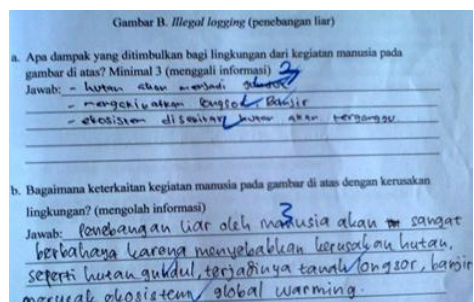 Gambar B. Illegal logging (penebangan liar)
a. Apa dampak yang ditimbulkan bagi lingkungan dari kegiatan manusia pada
gambar di atas? Minimal 3 (menggali informasi) 3
Jawab: - hutan akan menjadi
- mengakibatkan longsor, Banjir
- ekosistem disekitar hutan akan terganggu
b. Bagaimana keterkaitan kegiatan manusia pada gambar di atas dengan kerusakan
lingkungan? (mengolah informasi) 3
Jawab: Penebangan liar oleh manusia akan sangat
berbahaya karena menyebabkan kerusakan hutan,
seperti hutan gundul, terjadinya tanah longsor, banjir
merusak ekosistem, global warming.